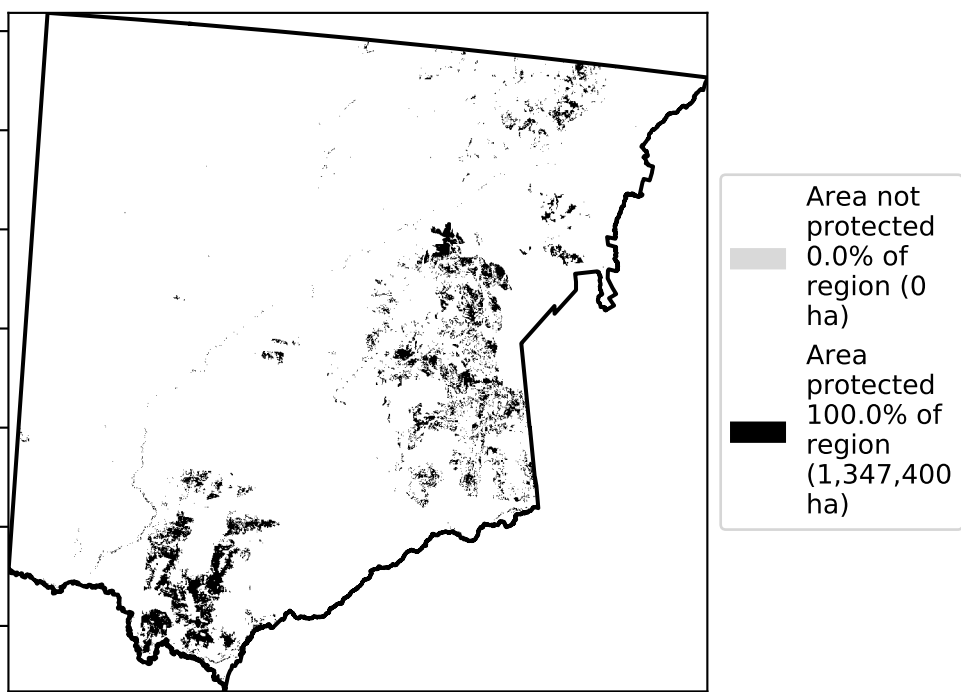 Area not
protected
0.0% of
region (0
ha)
Area
protected
100.0% of
region
(1,347,400
ha)